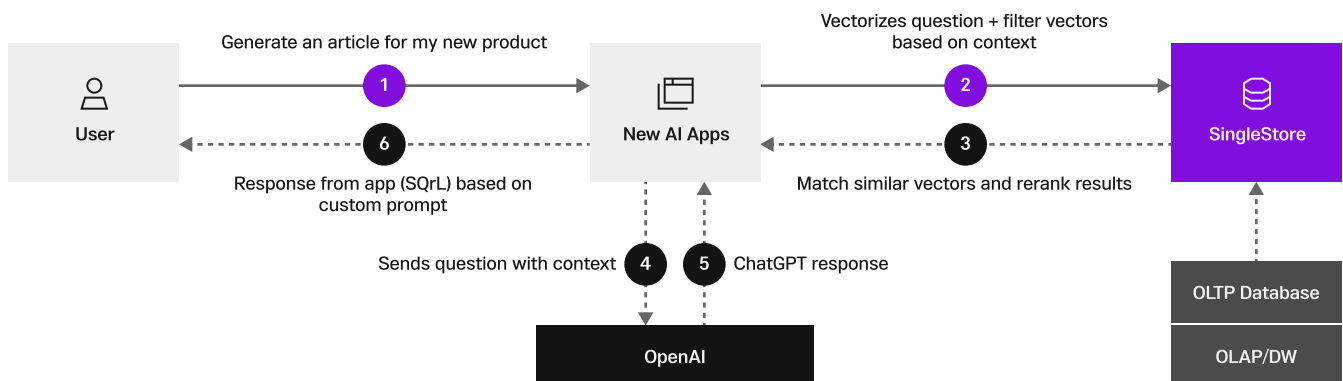 Generate an article for my new product
Vectorizes question + filter vectors
based on context
1
2
User
New AI Apps
SingleStore
6
3
Response from app (SQrL) based on
custom prompt
Match similar vectors and rerank results
Sends question with context
4
5
ChatGPT response
OLTP Database
OpenAI
OLAP/DW